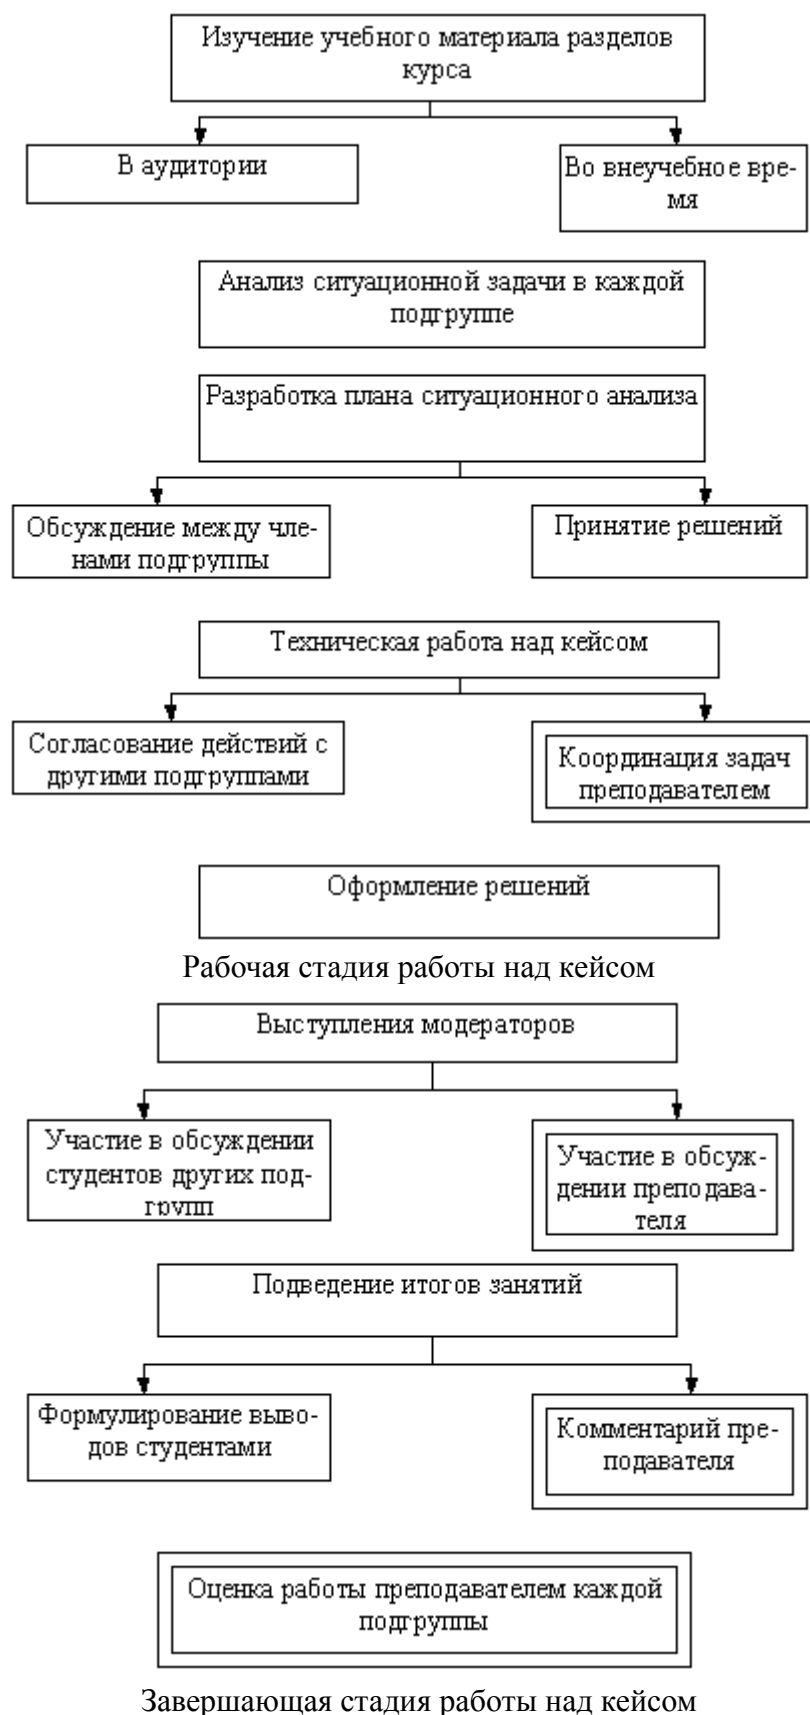 Изучение учебного материала разделов
курса
В аудитории
Во внеучебное вре-
мя
Анализ ситуационной задачи в каждой
подгруппе
Разработка плана ситуационного анализа
Обсуждение между чле-
нами подгруппы
Принятие решений
Техническая работа над кейсом
Согласование действий с
другими подгруппами
Координация задач
преподавателем
Оформление решений
Рабочая стадия работы над кейсом
Выступления модераторов
Участие в обсуждении
студентов других под-
групп
Участие в обсуж-
дении преподава-
теля
Подведение итогов занятий
Формулирование выво-
дов студентами
Комментарий пре-
подавателя
Оценка работы преподавателем каждой
подгруппы
Завершающая стадия работы над кейсом